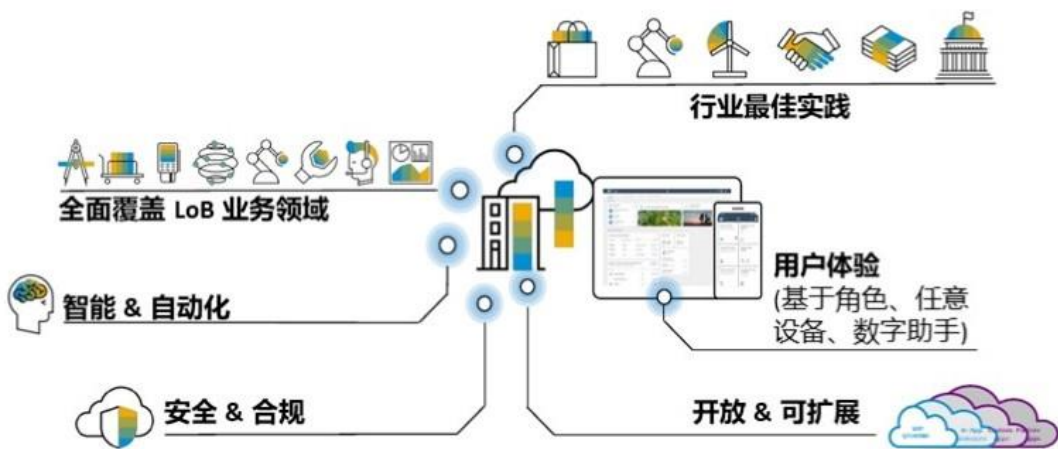 行业最佳实践
全面覆盖 LoB 业务领域
用户体验
(基于角色、任意
设备、数字助手)
智能 & 自动化
安全 & 合规
开放 & 可扩展